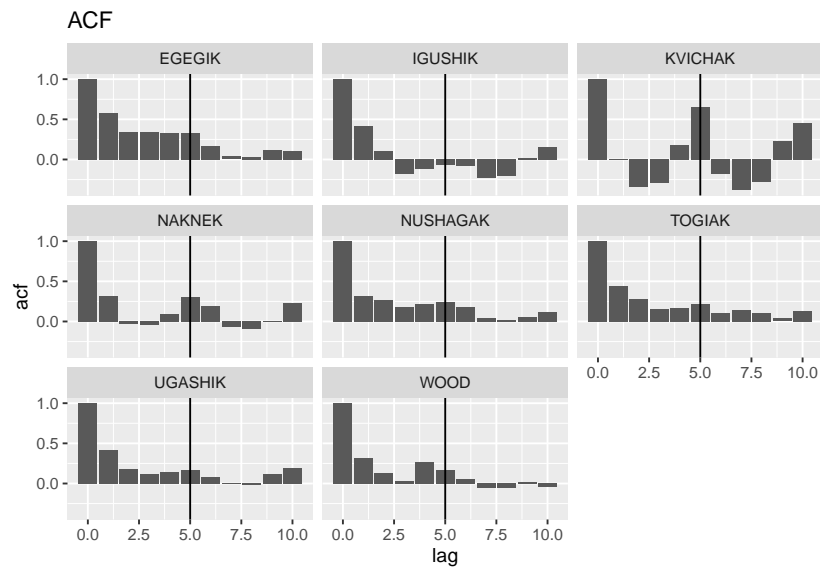 ACF
EGEGIK IGUSHIK KVICHAK
1.0
0.5
0.0
NAKNEK NUSHAGAK TOGIAK
1.0
0.5
0.0
acf
0.0 2.5 5.0 7.5 10.0
UGASHIK WOOD
1.0
0.5
0.0
0.0 2.5 5.0 7.5 10.0 0.0 2.5 5.0 7.5 10.0
lag